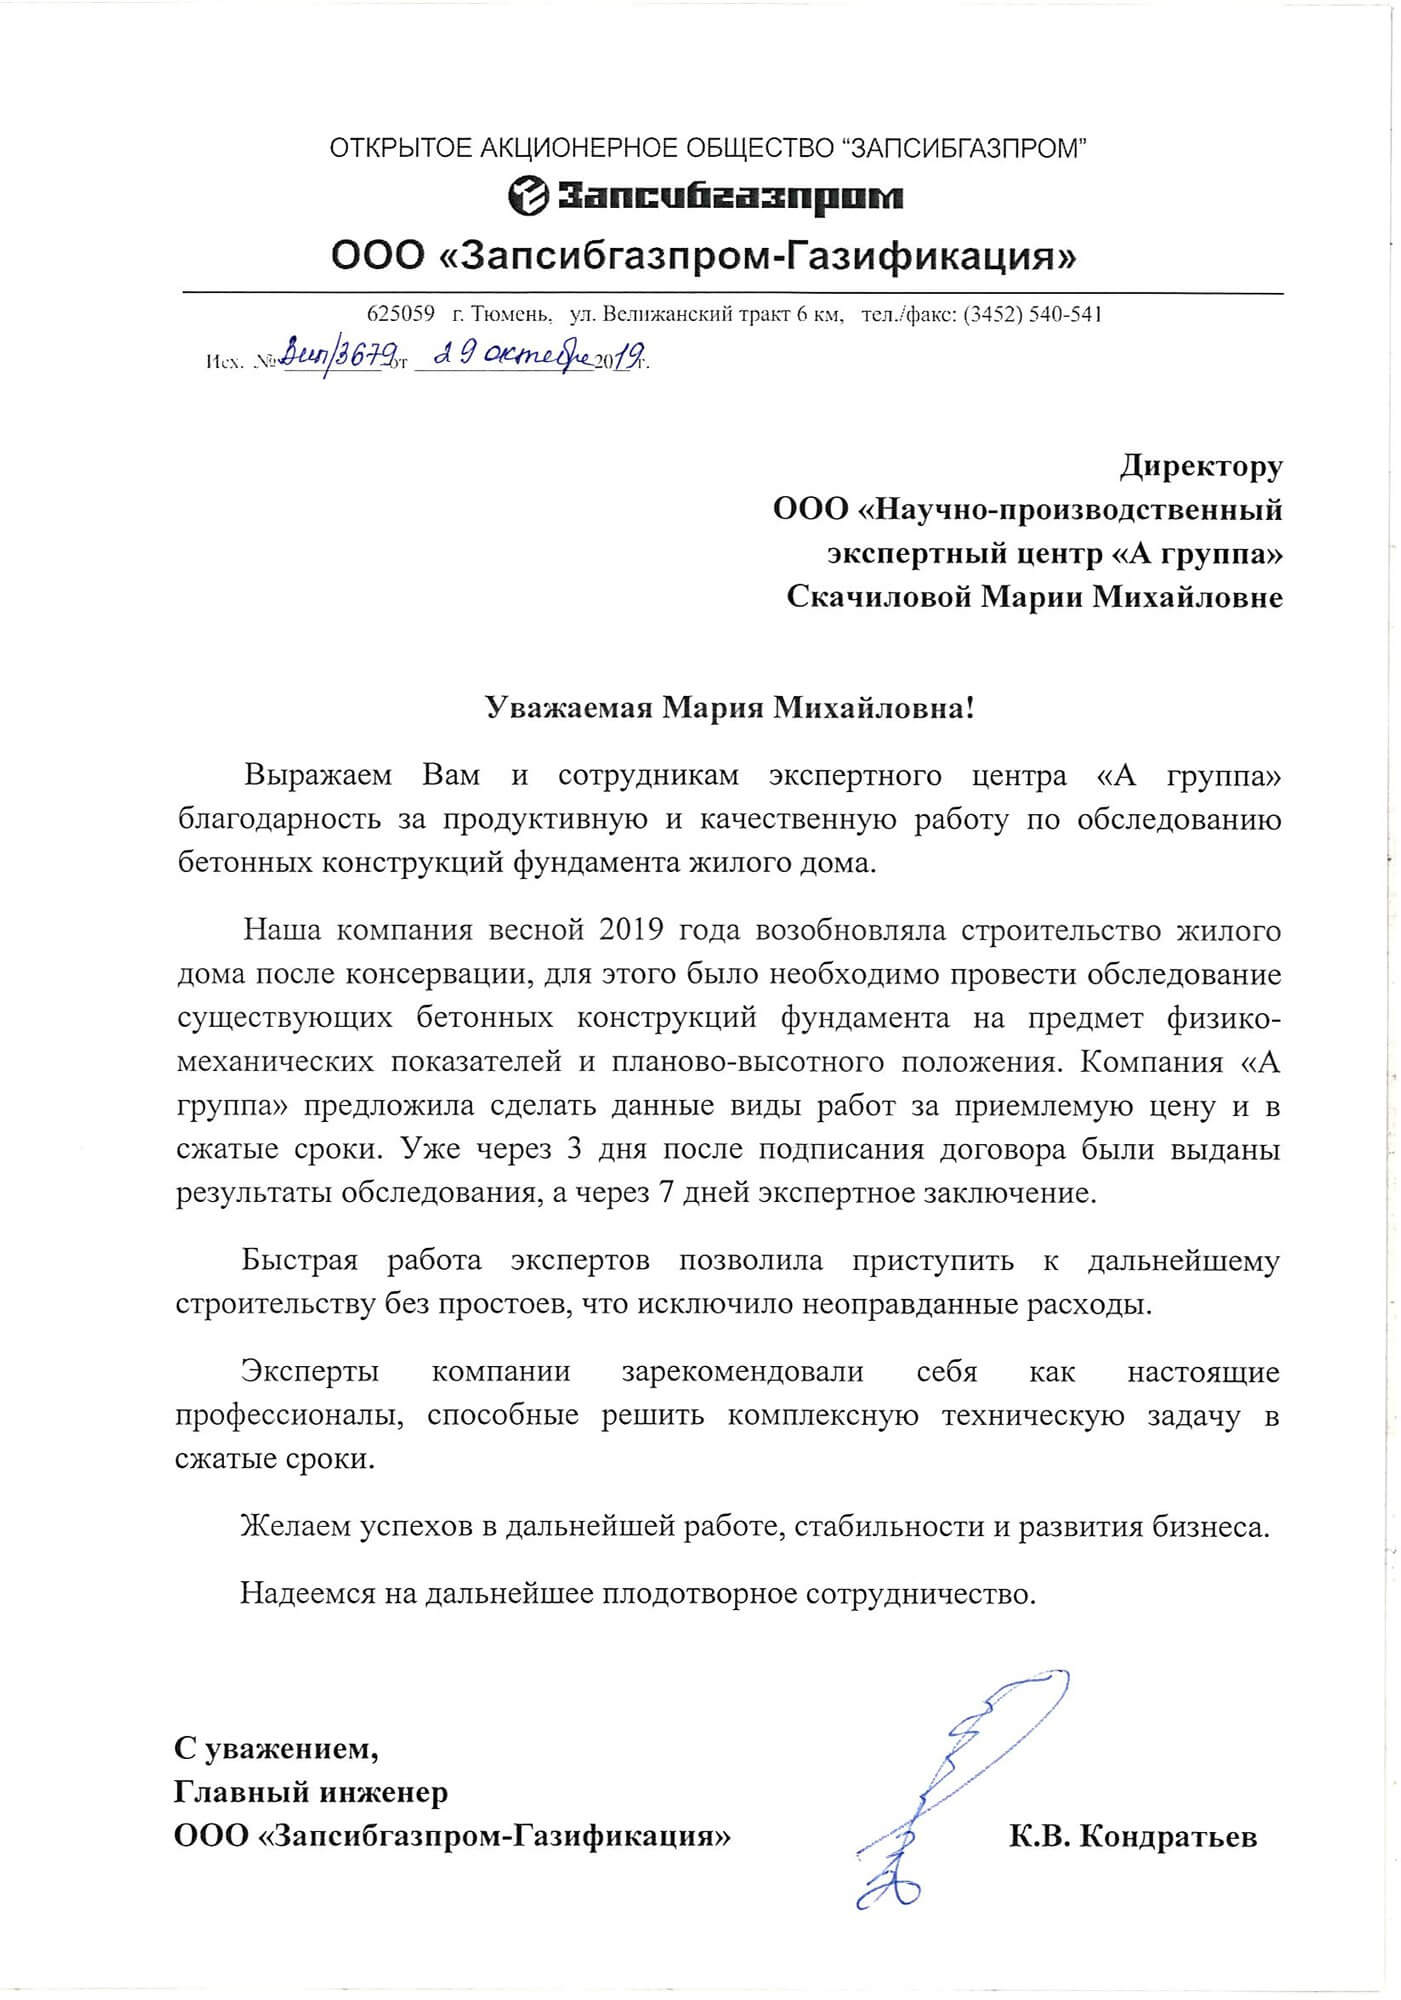 ОТКРЫТОЕ АКЦИОНЕРНОЕ ОБЩЕСТВО “ЗАПСИБГАЗПРОМ”
Запсибгазпром
ООО «Запсибгазпром-Газификация»
625059 г. Тюмень, ул. Велижанский тракт 6 км, тел./факс: (3452) 540-541
Исх. № /3679 от 29 октября 2019 г.
Директору
ООО «Научно-производственный
экспертный центр «А группа»
Скачиловой Марии Михайловне
Уважаемая Мария Михайловна!
Выражаем Вам и сотрудникам экспертного центра «А группа»
благодарность за продуктивную и качественную работу по обследованию
бетонных конструкций фундамента жилого дома.
Наша компания весной 2019 года возобновляла строительство жилого
дома после консервации, для этого было необходимо провести обследование
существующих бетонных конструкций фундамента на предмет физико-
механических показателей и планово-высотного положения. Компания «А
группа» предложила сделать данные виды работ за приемлемую цену и в
сжатые сроки. Уже через 3 дня после подписания договора были выданы
результаты обследования, а через 7 дней экспертное заключение.
Быстрая работа экспертов позволила приступить к дальнейшему
строительству без простоев, что исключило неоправданные расходы.
Эксперты компании зарекомендовали себя как настоящие
профессионалы, способные решить комплексную техническую задачу в
сжатые сроки.
Желаем успехов в дальнейшей работе, стабильности и развития бизнеса.
Надеемся на дальнейшее плодотворное сотрудничество.
С уважением,
Главный инженер
ООО «Запсибгазпром-Газификация» К.В. Кондратьев